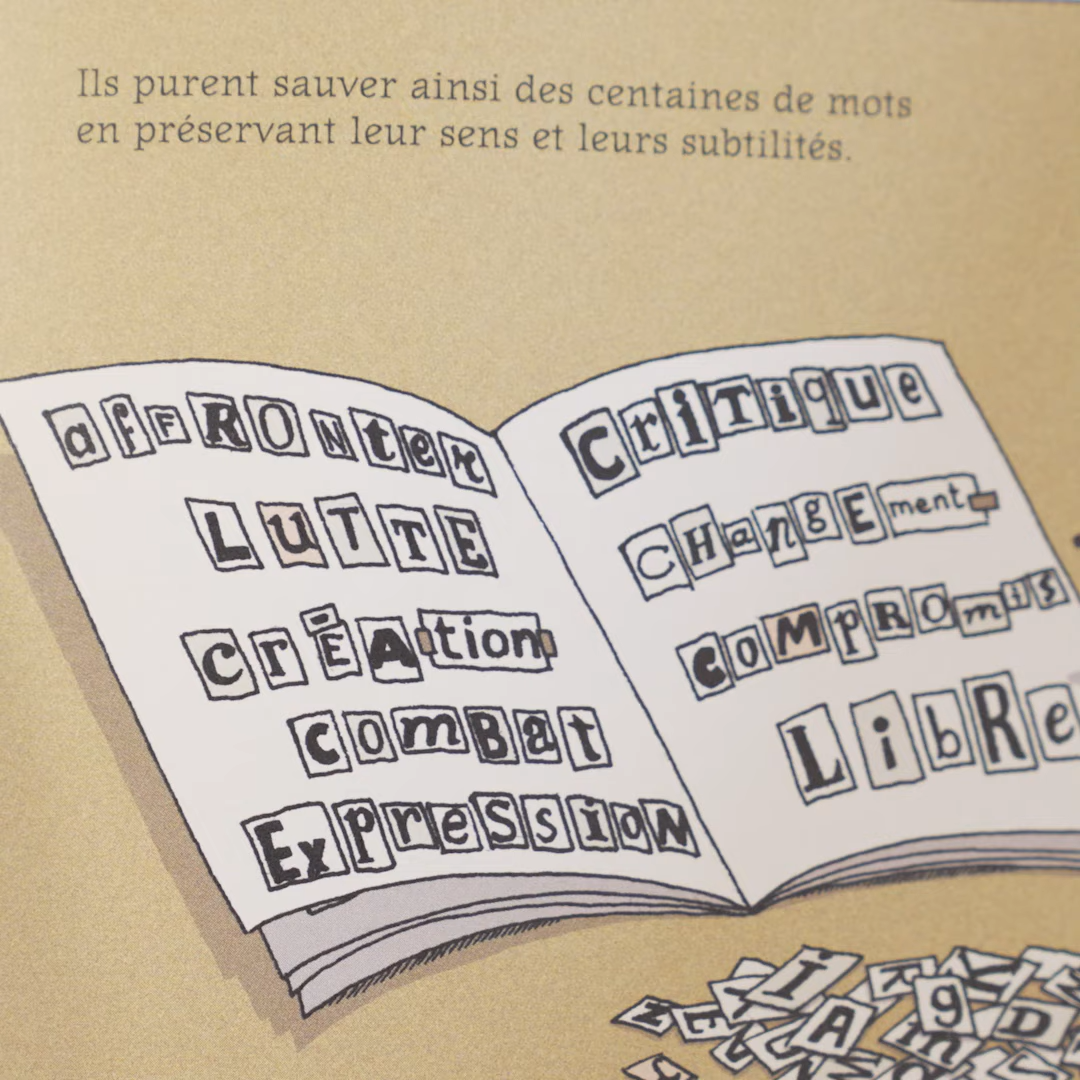 Ils purent sauver ainsi des centaines de mots
en préservant leur sens et leurs subtilités.
affRONter
LUTTE
CrÉAtion
comBat
ExpresSsioN
CriTique
CHangEment
coMpROmis
LibRe